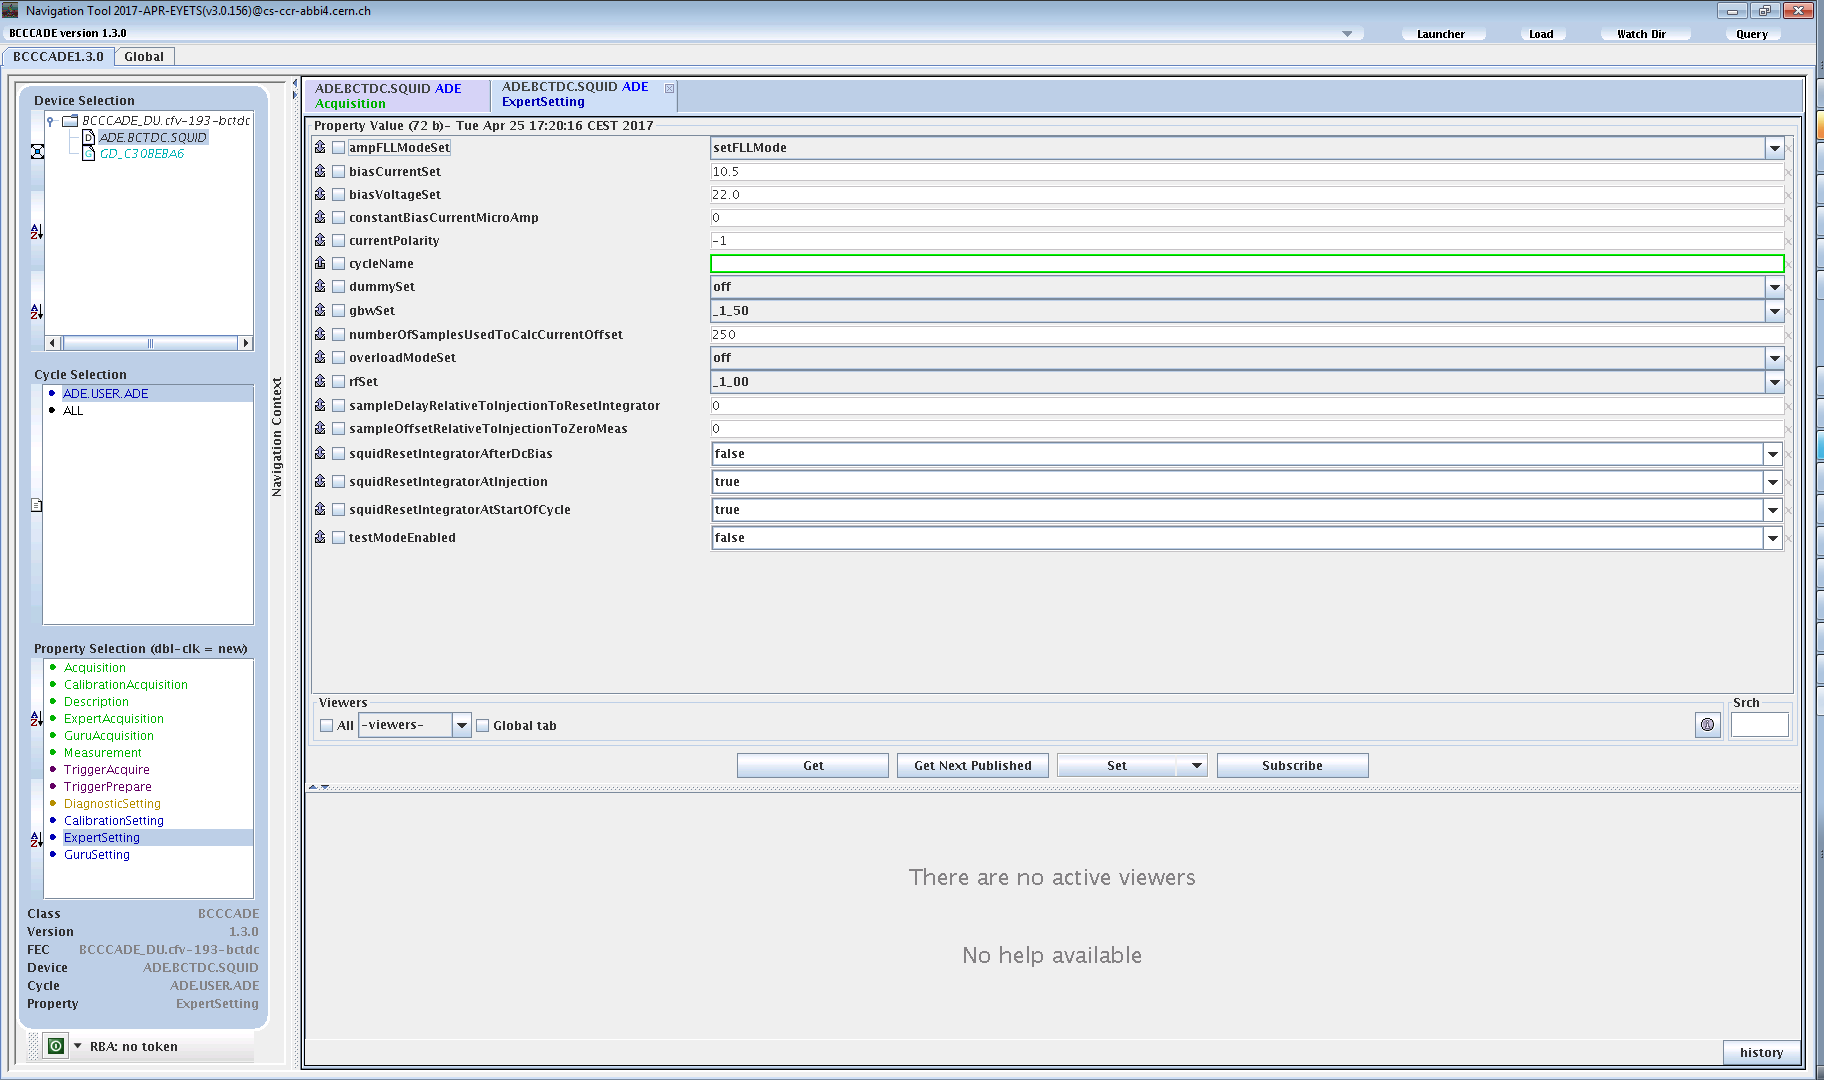 Navigation Tool 2017-APR-EYETS(v3.0.156)@cs-ccr-abbi4.cern.ch
BCCCADE version 1.3.0
Launcher
Load
Watch Dir
Query
BCCCADE1.3.0
Global
Device Selection
BCCCADE_DU.cfv-193-bctdc
ADE.BCTDC.SQUID
GD_C30BEBA6
Cycle Selection
ADE.USER.ADE
ALL
Property Selection (dbl-clk = new)
Acquisition
CalibrationAcquisition
Description
ExpertAcquisition
GuruAcquisition
Measurement
TriggerAcquire
TriggerPrepare
DiagnosticSetting
CalibrationSetting
ExpertSetting
GuruSetting
Class BCCCADE
Version 1.3.0
FEC BCCCADE_DU.cfv-193-bctdc
Device ADE.BCTDC.SQUID
Cycle ADE.USER.ADE
Property ExpertSetting
RBA: no token
Navigation Context
ADE.BCTDC.SQUID ADE
Acquisition
ADE.BCTDC.SQUID ADE
ExpertSetting
Property Value (72 b)- Tue Apr 25 17:20:16 CEST 2017
ampFLLModeSet setFLLMode
biasCurrentSet 10.5
biasVoltageSet 22.0
constantBiasCurrentMicroAmp 0
currentPolarity -1
cycleName
dummySet off
gbwSet _1_50
numberOfSamplesUsedToCalcCurrentOffset 250
overloadModeSet off
rfSet _1_00
sampleDelayRelativeToInjectionToResetIntegrator 0
sampleOffsetRelativeToInjectionToZeroMeas 0
squidResetIntegratorAfterDcBias false
squidResetIntegratorAtInjection true
squidResetIntegratorAtStartOfCycle true
testModeEnabled false
Viewers
All
-viewers-
Global tab
Srch
Get
Get Next Published
Set
Subscribe
There are no active viewers
No help available
history